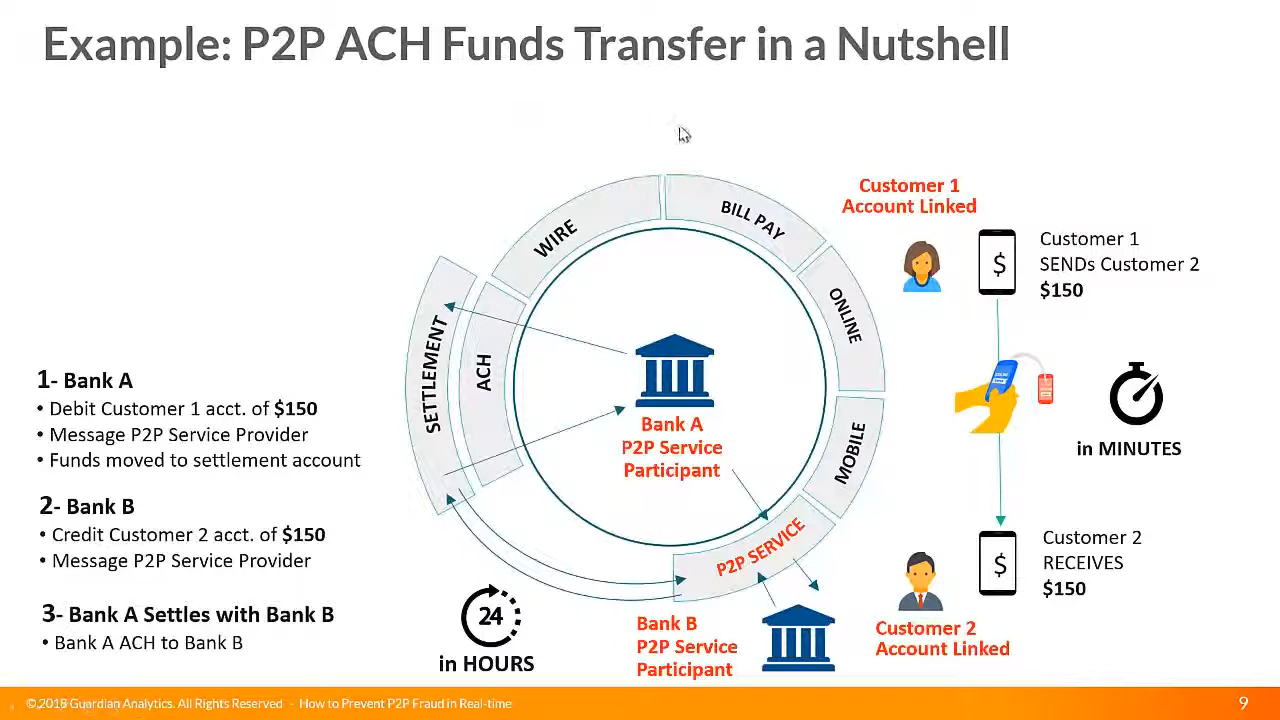 Example: P2P ACH Funds Transfer in a Nutshell
WIRE
BILL PAY
ONLINE
MOBILE
P2P SERVICE
ACH
SETTLEMENT
Customer 1
Account Linked
$
Customer 1
SENDs Customer 2
$150
in MINUTES
Bank A
P2P Service
Participant
1- Bank A
• Debit Customer 1 acct. of $150
• Message P2P Service Provider
• Funds moved to settlement account
2- Bank B
• Credit Customer 2 acct. of $150
• Message P2P Service Provider
3- Bank A Settles with Bank B
• Bank A ACH to Bank B
24
in HOURS
Bank B
P2P Service
Participant
Customer 2
Account Linked
$
Customer 2
RECEIVES
$150
Guardian Analytics. All Rights Reserved - How to Prevent P2P Fraud in Real-time
9